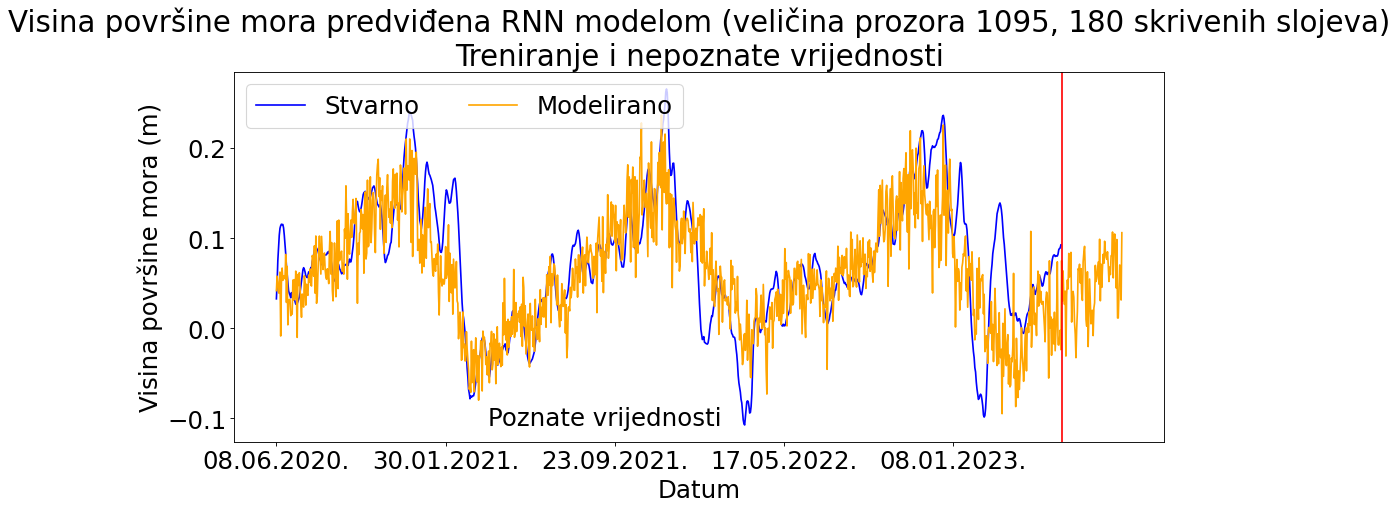 Visina površine mora predviđena RNN modelom (veličina prozora 1095, 180 skrivenih slojeva)
Treniranje i nepoznate vrijednosti
Stvarno Modelirano
Visina površine mora (m)
0.2
0.1
0.0
−0.1
Poznate vrijednosti
08.06.2020. 30.01.2021. 23.09.2021. 17.05.2022. 08.01.2023.
Datum